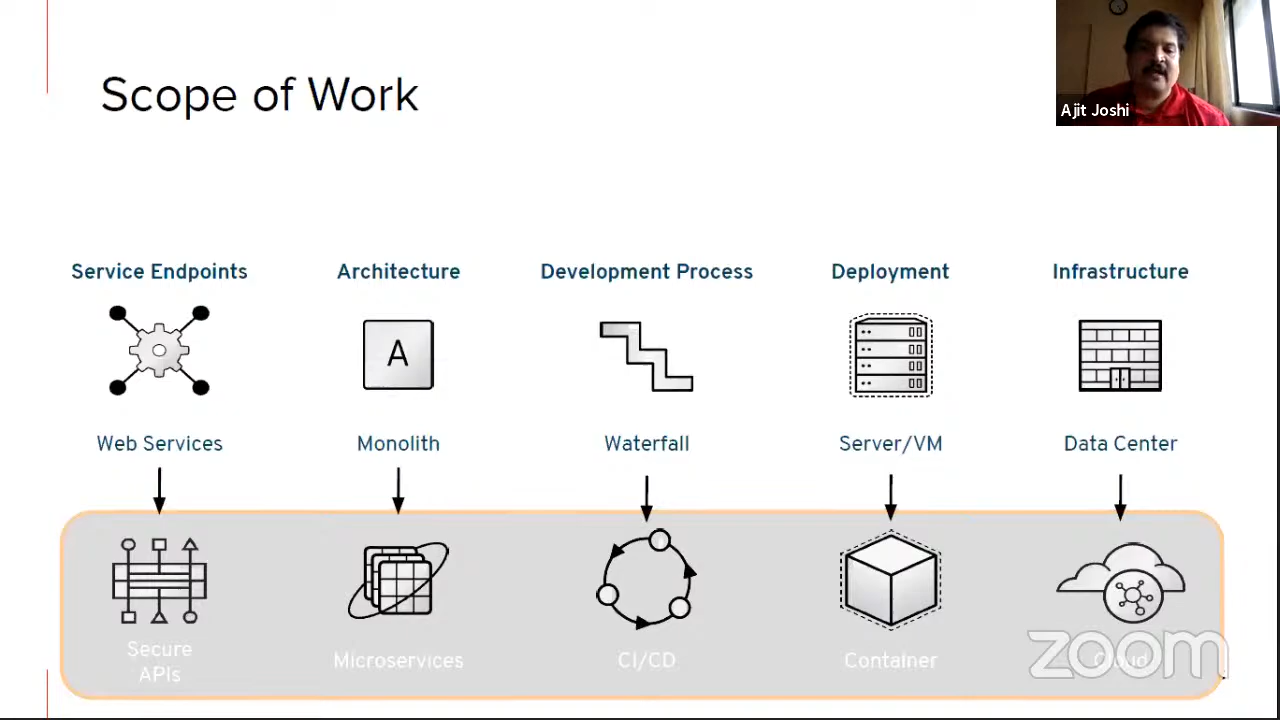 Scope of Work
Ajit Joshi
Service Endpoints
Architecture
Development Process
Deployment
Infrastructure
A
Web Services
Monolith
Waterfall
Server/VM
Data Center
Secure
APIs
Microservices
CI/CD
Container
Cloud
zoom